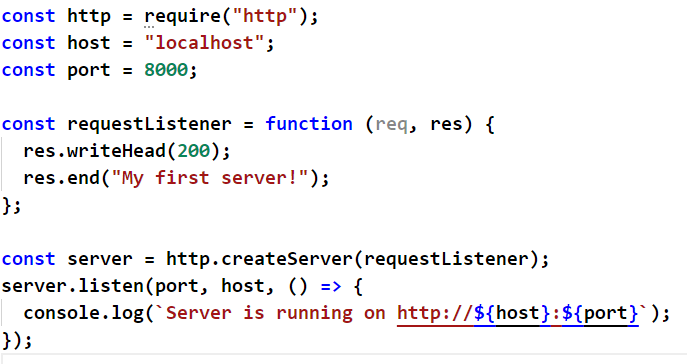 const http = require("http");
const host = "localhost";
const port = 8000;

const requestListener = function (req, res) {
  res.writeHead(200);
  res.end("My first server!");
};

const server = http.createServer(requestListener);
server.listen(port, host, () => {
  console.log(`Server is running on http://${host}:${port}`);
});